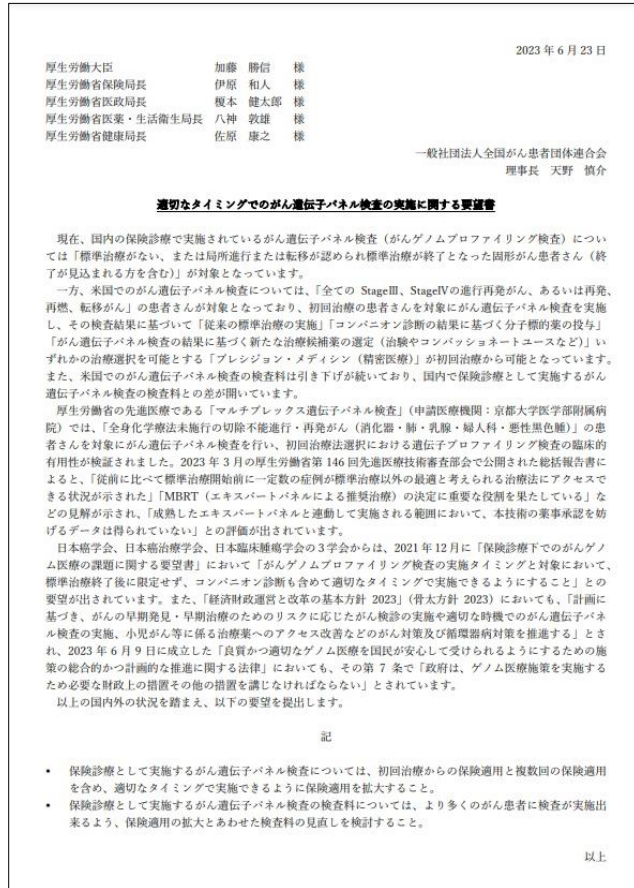 2023 年 6 月 23 日
厚生労働大臣 加藤 勝信 様
厚生労働省保険局長 伊原 和人 様
厚生労働省医政局長 榎本 健太郎 様
厚生労働省医薬・生活衛生局長 八神 敦雄 様
厚生労働省健康局長 佐原 康之 様
一般社団法人全国がん患者団体連合会
理事長 天野 慎介
適切なタイミングでのがん遺伝子パネル検査の実施に関する要望書
現在、国内の保険診療で実施されているがん遺伝子パネル検査（がんゲノムプロファイリング検査）につい
ては「標準治療がない、または局所進行または転移が認められ標準治療が終了となった固形がん患者さん（終
了が見込まれる方を含む）」が対象となっています。
一方、米国でのがん遺伝子パネル検査については、「全ての StageⅢ、StageⅣの進行再発がん、あるいは再発、
再燃、転移がん」の患者さんが対象となっており、初回治療の患者さんを対象にがん遺伝子パネル検査を実施
し、その検査結果に基づいて「従来の標準治療の実施」「コンパニオン診断の結果に基づく分子標的薬の投与」
「がん遺伝子パネル検査の結果に基づく新たな治療候補薬の選定（治験やコンパッショネートユースなど）」い
ずれかの治療選択を可能とする「プレシジョン・メディシン（精密医療）」が初回治療から可能となっています。
また、米国でのがん遺伝子パネル検査の検査料は引き下げが続いており、国内で保険診療として実施するがん
遺伝子パネル検査の検査料との差が開いています。
厚生労働省の先進医療である「マルチプレックス遺伝子パネル検査」（申請医療機関：京都大学医学部附属病
院）では、「全身化学療法未施行の切除不能進行・再発がん（消化器・肺・乳腺・婦人科・悪性黒色腫）」の患
者さんを対象にがん遺伝子パネル検査を行い、初回治療法選択における遺伝子プロファイリング検査の臨床的
有用性が検証されました。2023 年 3 月の厚生労働省第 146 回先進医療技術審査部会で公開された総括報告書に
よると、「従前に比べて標準治療開始前に一定数の症例が標準治療以外の最適と考えられる治療法にアクセスで
きる状況が示された」「MBRT（エキスパートパネルによる推奨治療）の決定に重要な役割を果たしている」な
どの見解が示され、「成熟したエキスパートパネルと連動して実施される範囲において、本技術の薬事承認を妨
げるデータは得られていない」との評価が出されています。
日本癌学会、日本癌治療学会、日本臨床腫瘍学会の 3 学会からは、2021 年 12 月に「保険診療下でのがんゲノ
ム医療の課題に関する要望書」において「がんゲノムプロファイリング検査の実施タイミングと対象において、
標準治療終了後に限定せず、コンパニオン診断も含めて適切なタイミングで実施できるようにすること」との
要望が出されています。また、「経済財政運営と改革の基本方針 2023」（骨太方針 2023）においても、「計画に
基づき、がんの早期発見・早期治療のためのリスクに応じたがん検診の実施や適切な時機でのがん遺伝子パネ
ル検査の実施、小児がん等に係る治療薬へのアクセス改善などのがん対策及び循環器病対策を推進する」とさ
れ、2023 年 6 月 9 日に成立した「良質かつ適切なゲノム医療を国民が安心して受けられるようにするための施
策の総合的かつ計画的な推進に関する法律」においても、その第 7 条で「政府は、ゲノム医療施策を実施する
ため必要な財政上の措置その他の措置を講じなければならない」とされています。
以上の国内外の状況を踏まえ、以下の要望を提出します。
記
• 保険診療として実施するがん遺伝子パネル検査については、初回治療からの保険適用と複数回の保険適用
を含め、適切なタイミングで実施できるように保険適用を拡大すること。
• 保険診療として実施するがん遺伝子パネル検査の検査料については、より多くのがん患者に検査が実施出
来るよう、保険適用の拡大とあわせた検査料の見直しを検討すること。
以上